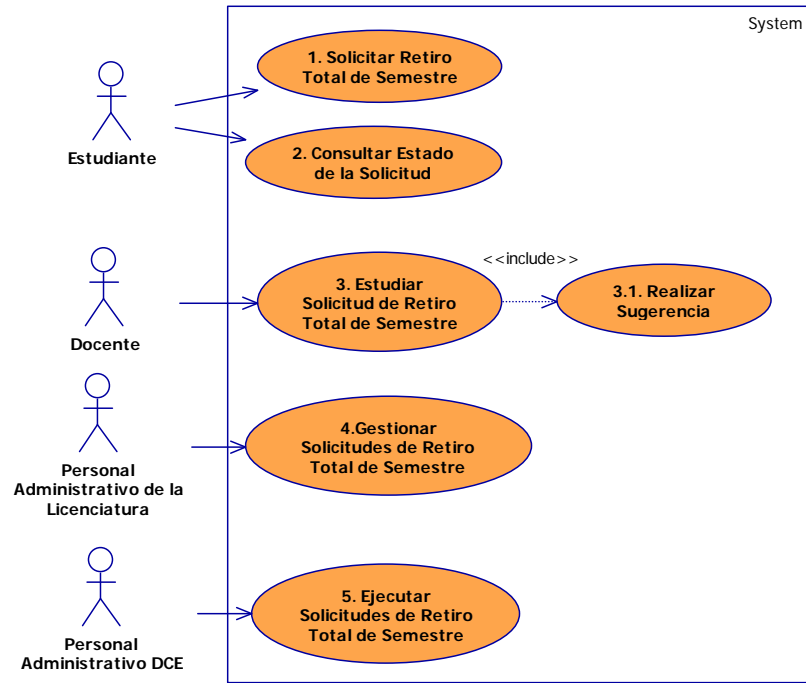 System
1. Solicitar Retiro
Total de Semestre
Estudiante
2. Consultar Estado
de la Solicitud
<<include>>
3. Estudiar
Solicitud de Retiro
Total de Semestre
3.1. Realizar
Sugerencia
Docente
4.Gestionar
Solicitudes de Retiro
Total de Semestre
Personal
Administrativo de la
Licenciatura
5. Ejecutar
Solicitudes de Retiro
Total de Semestre
Personal
Administrativo DCE